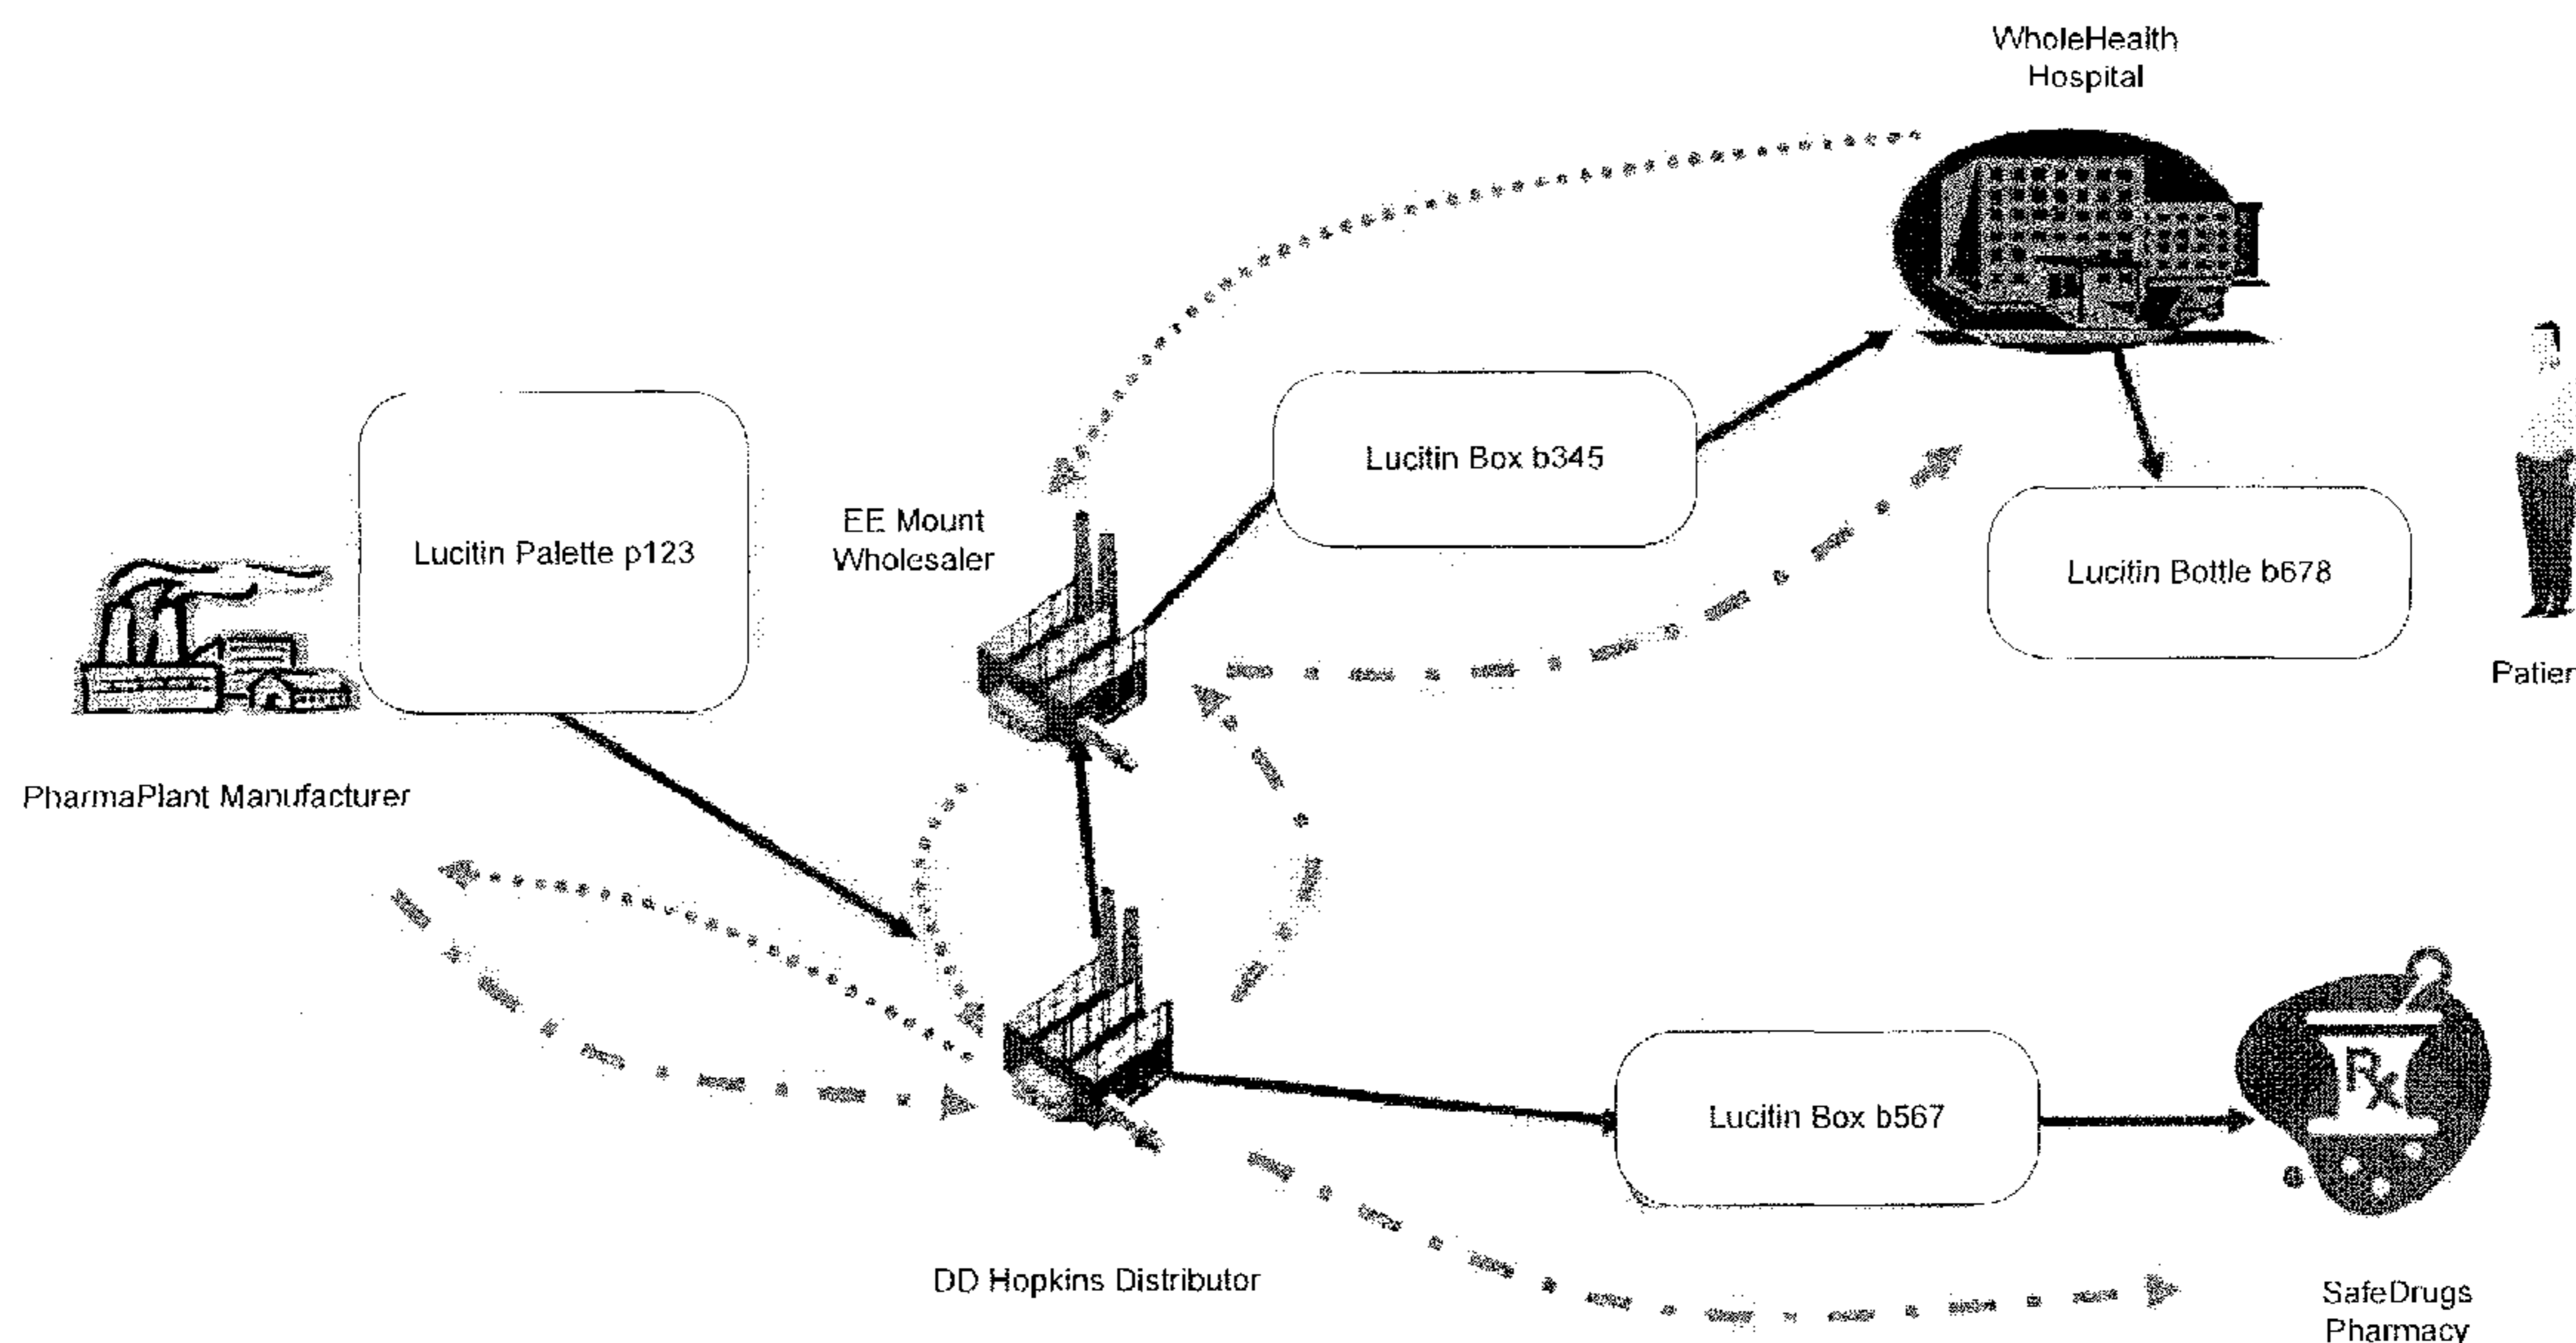 WholeHealth
Hospital
Lucitin Box b345
EE Mount
Wholesaler
Lucitin Palette p123
Lucitin Bottle b678
PharmaPlant Manufacturer
Rx
Lucitin Box b567
DD Hopkins Distributor
SafeDrugs
Pharmacy